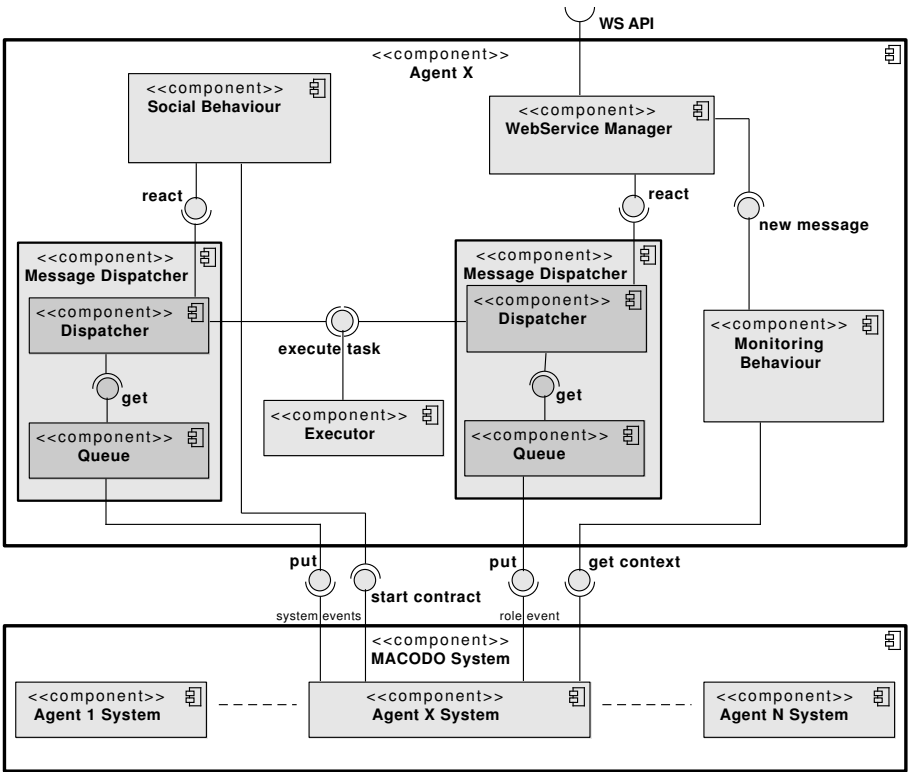 WS API
<<component>>
Agent X
<<component>>
Social Behaviour
<<component>>
WebService Manager
react
react
new message
<<component>>
Message Dispatcher
<<component>>
Dispatcher
get
<<component>>
Queue
execute task
<<component>>
Executor
<<component>>
Message Dispatcher
<<component>>
Dispatcher
get
<<component>>
Queue
<<component>>
Monitoring
Behaviour
put
start contract
system events
put
role event
get context
<<component>>
MACODO System
<<component>>
Agent 1 System
<<component>>
Agent X System
<<component>>
Agent N System